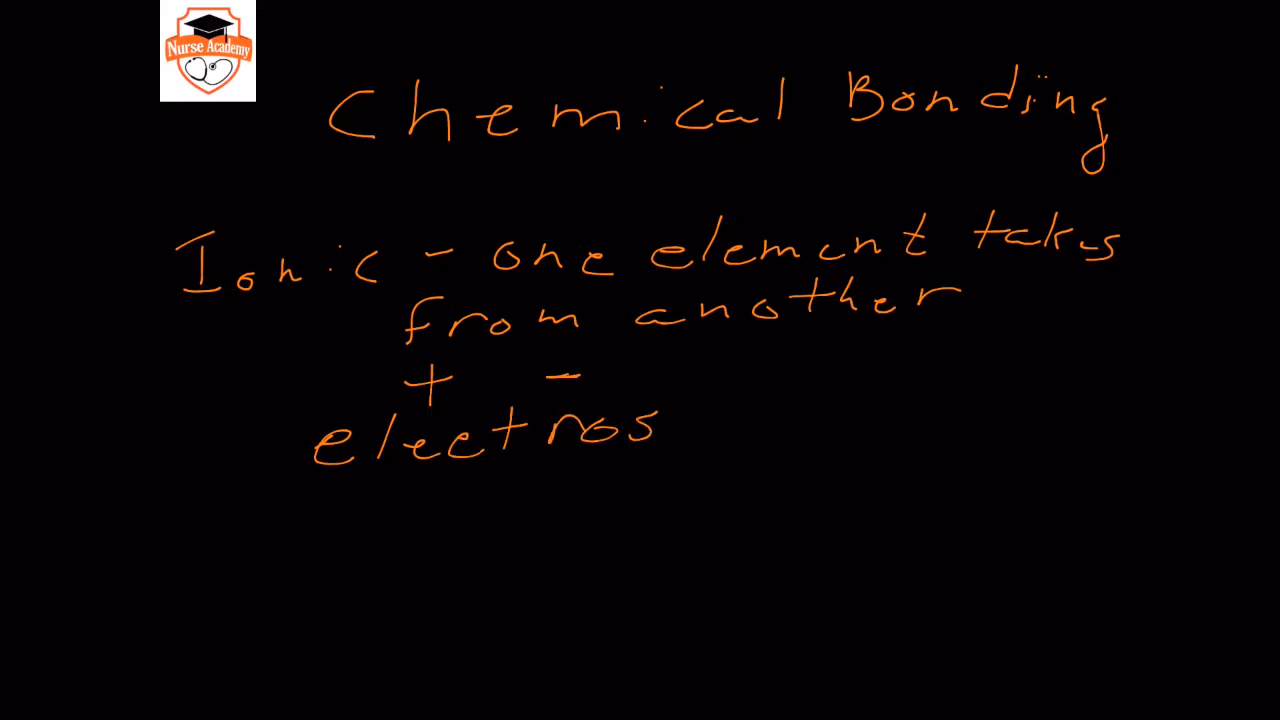 Nurse Academy
Chemical Bonding
Ionic - one element takes
from another
+ -
electros